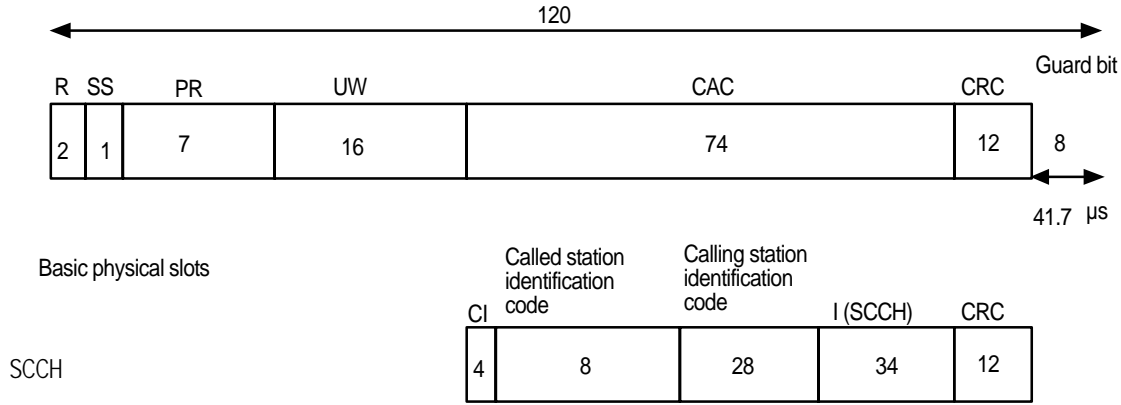 120
Guard bit
R SS PR UW CAC CRC
2 1 7 16 74 12 8
41.7 µs
Basic physical slots
Called station
identification
code
Calling station
identification
code
CI I (SCCH) CRC
SCCH 4 8 28 34 12